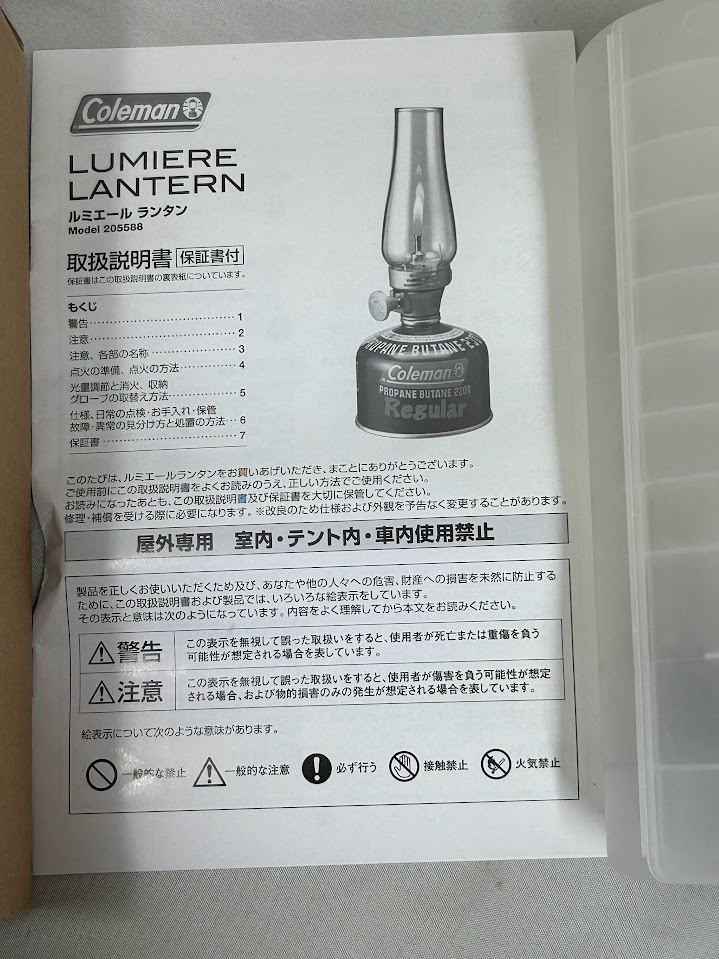 Coleman
LUMIERE
LANTERN
ルミエール ランタン
Model 205588
取扱説明書 保証書付
保証書はこの取扱説明書の裏表紙についています。
もくじ
警告 1
注意 2
注意、各部の名称 3
点火の準備、点火の方法 4
光量調節と消火、収納
グローブの取替え方法 5
仕様、日常の点検・お手入れ・保管
故障・異常の見分け方と処置の方法 6
保証書 7
PROPANE BUTANE
Coleman
PROPANE BUTANE 230T
Regular
このたびは、ルミエールランタンをお買いあげいただき、まことにありがとうございます。
ご使用前にこの取扱説明書をよくお読みのうえ、正しい方法でご使用ください。
お読みになったあとも、この取扱説明書及び保証書を大切に保管してください。
修理・補償を受ける際に必要になります。※改良のため仕様および外観を予告なく変更することがあります。
屋外専用 室内・テント内・車内使用禁止
製品を正しくお使いいただくため及び、あなたや他の人々への危害、財産への損害を未然に防止する
ために、この取扱説明書および製品では、いろいろな絵表示をしています。
その表示と意味は次のようになっています。内容をよく理解してから本文をお読みください。
警告 この表示を無視して誤った取扱いをすると、使用者が死亡または重傷を負う
可能性が想定される場合を表しています。
注意 この表示を無視して誤った取扱いをすると、使用者が傷害を負う可能性が想定
される場合、および物的損害のみの発生が想定される場合を表しています。
絵表示について次のような意味があります。
一般的な禁止 一般的な注意 必ず行う 接触禁止 火気禁止